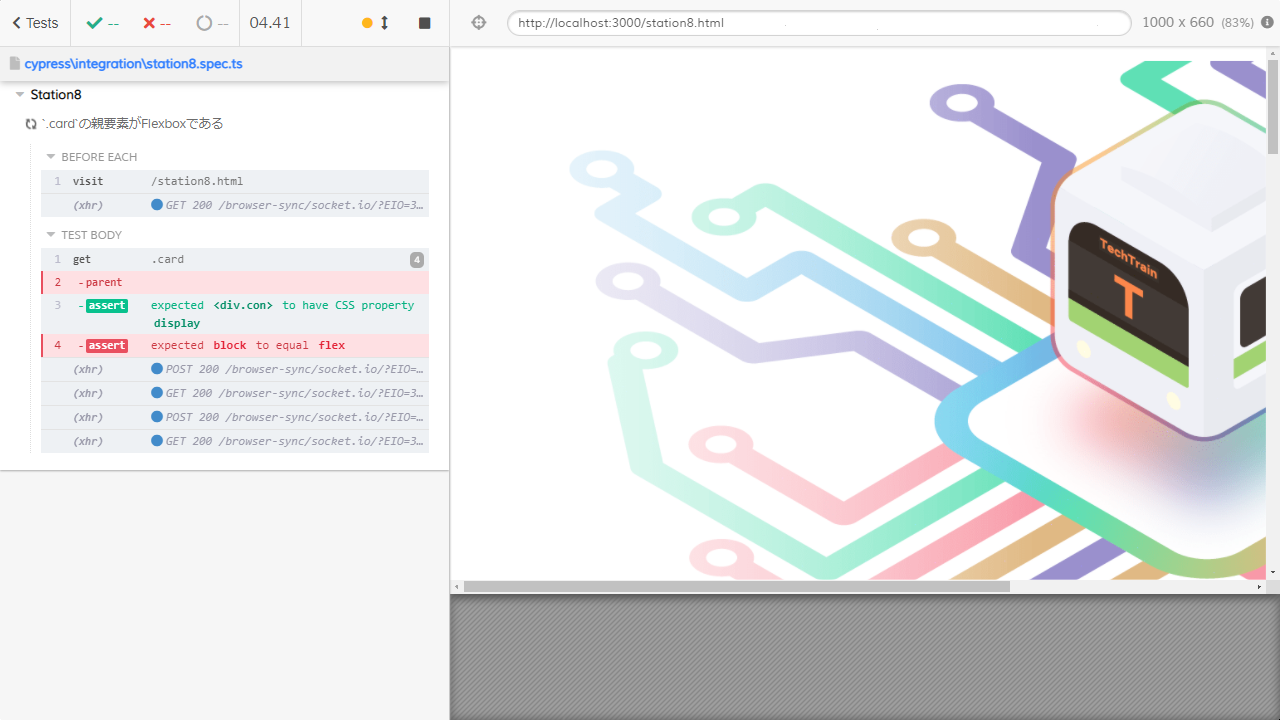 Tests -- -- -- 04.41
http://localhost:3000/station8.html
1000 x 660 (83%)
cypress\integration\station8.spec.ts
Station8
`.card`の親要素がFlexboxである
BEFORE EACH
1 visit /station8.html
(xhr) GET 200 /browser-sync/socket.io/?EIO=3…
TEST BODY
1 get .card 4
2 -parent
3 -assert expected <div.con> to have CSS property
display
4 -assert expected block to equal flex
(xhr) POST 200 /browser-sync/socket.io/?EIO=…
(xhr) GET 200 /browser-sync/socket.io/?EIO=3…
(xhr) POST 200 /browser-sync/socket.io/?EIO=…
(xhr) GET 200 /browser-sync/socket.io/?EIO=3…
TechTrain
T